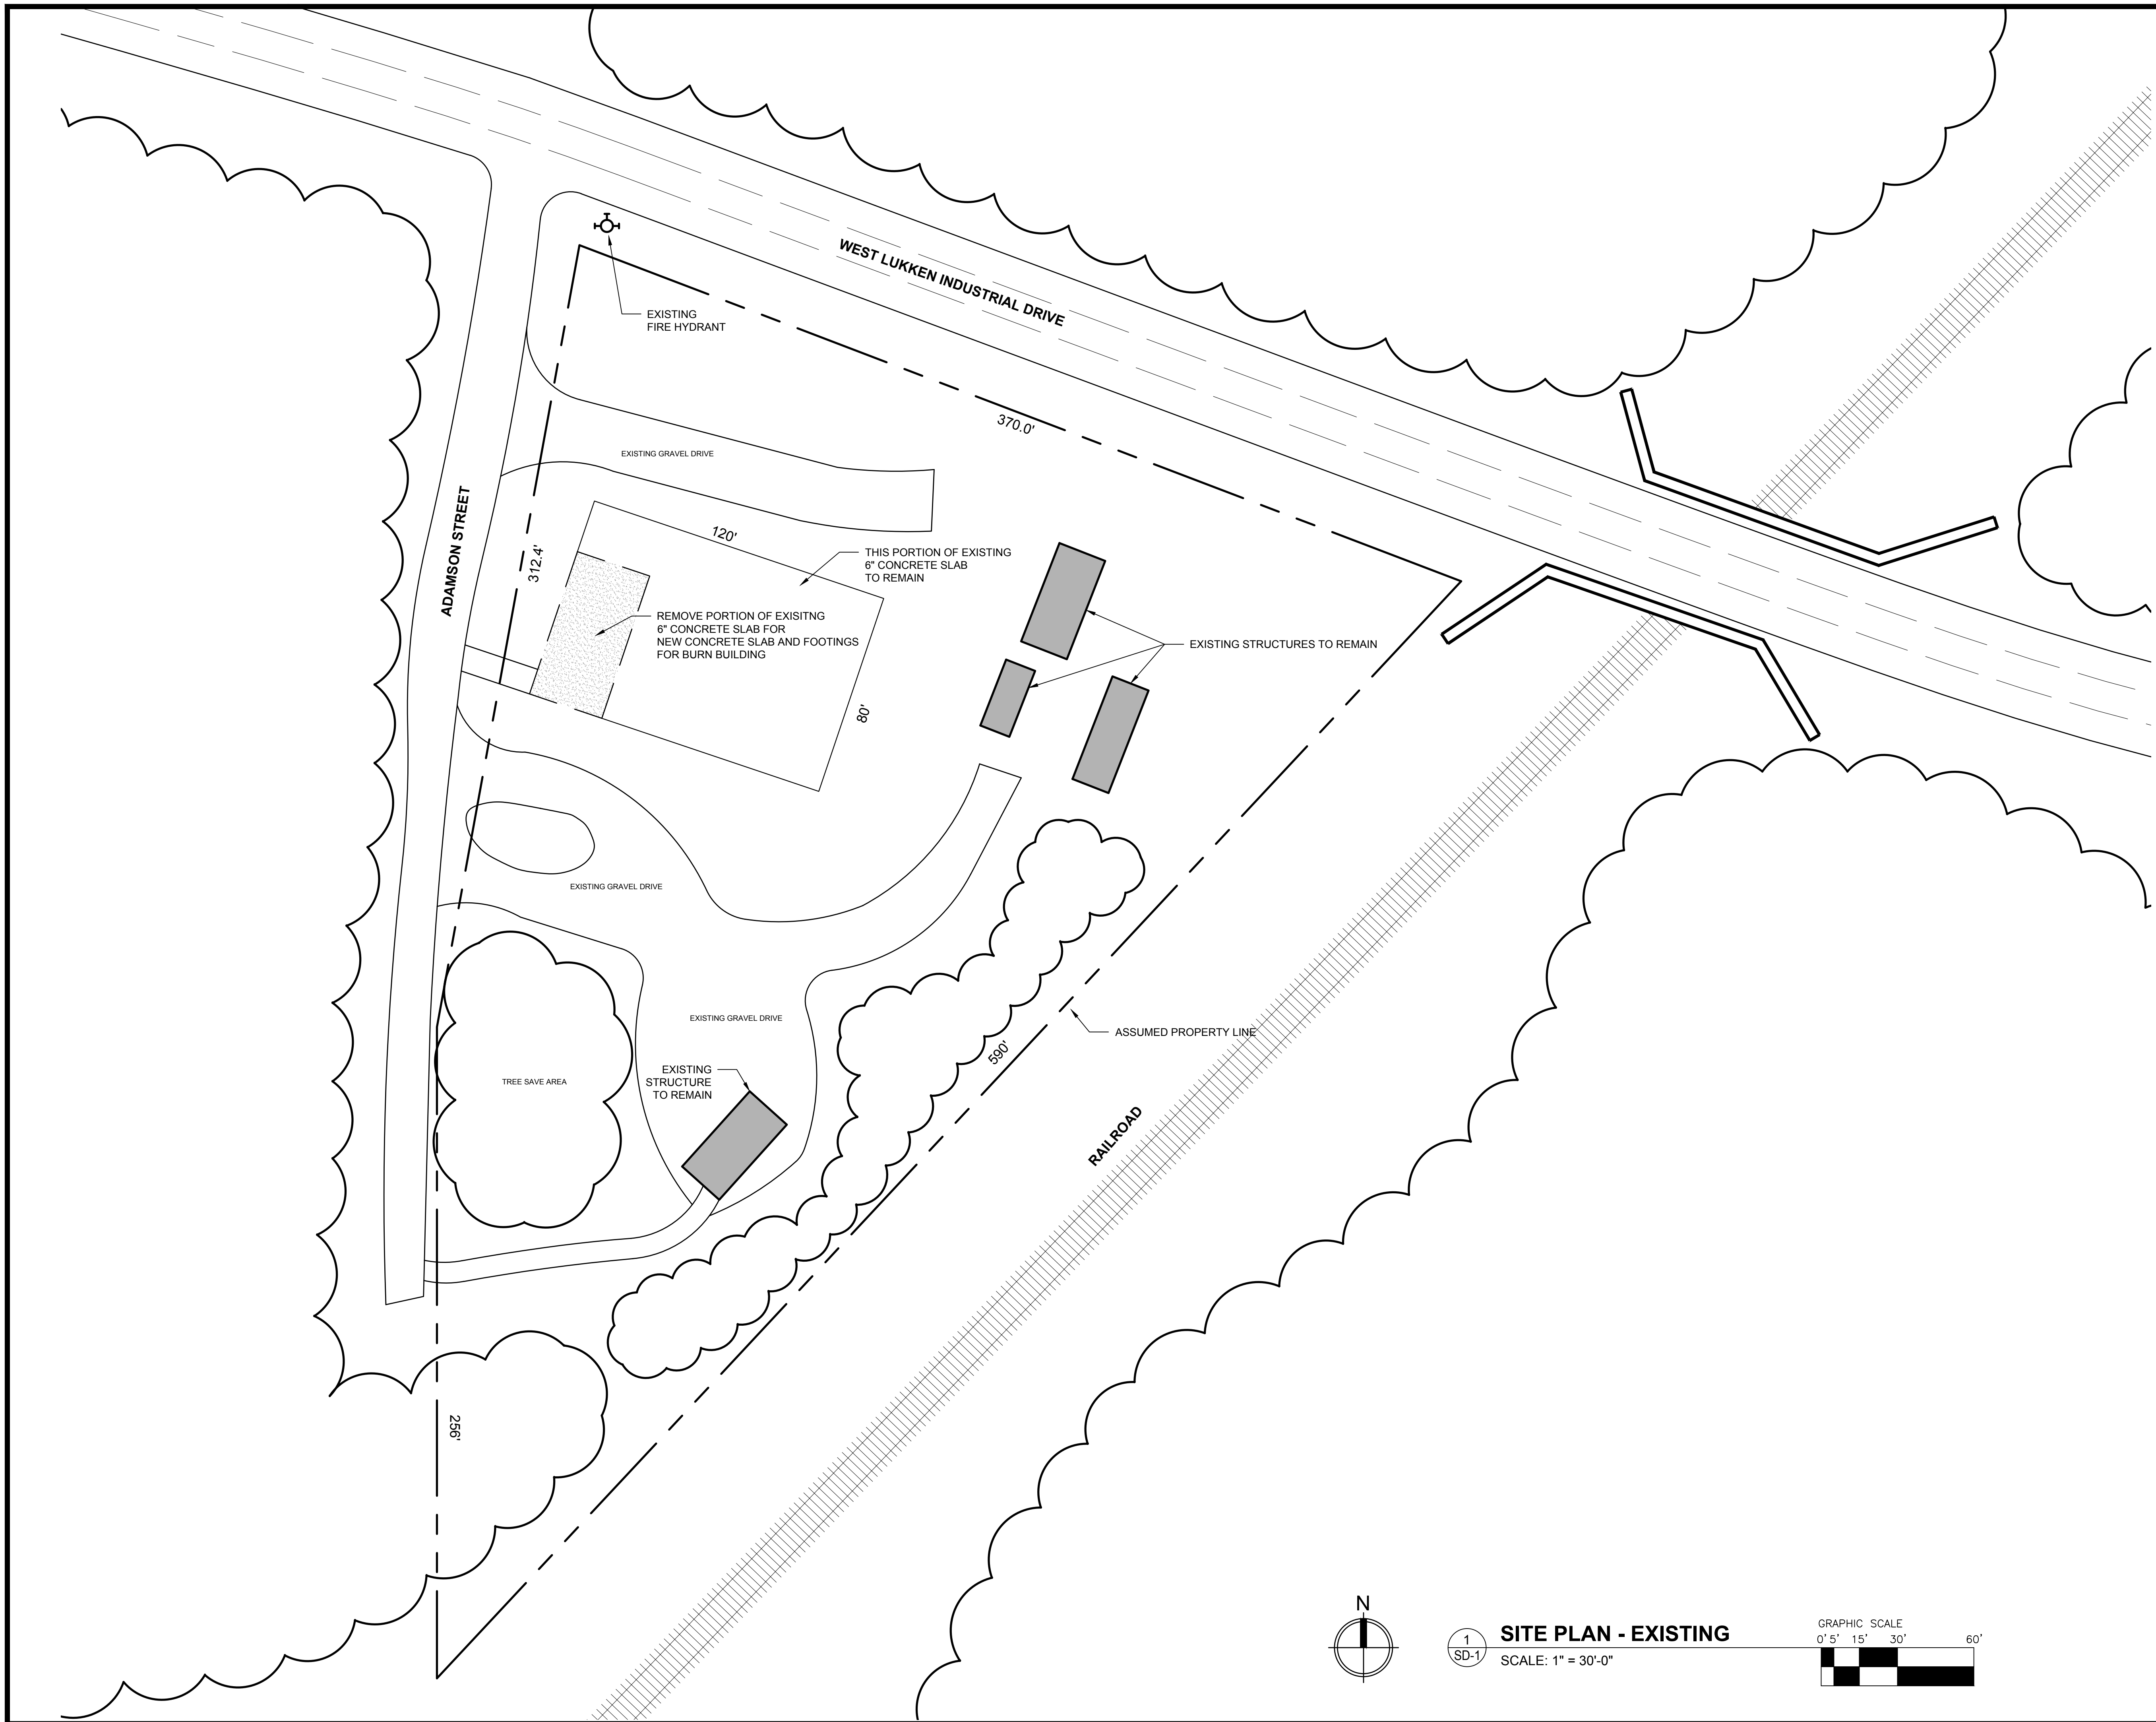 WEST LUKKEN INDUSTRIAL DRIVE
EXISTING
FIRE HYDRANT
370.0'
EXISTING GRAVEL DRIVE
ADAMSON STREET
312.4'
120'
THIS PORTION OF EXISTING
6" CONCRETE SLAB
TO REMAIN
REMOVE PORTION OF EXISITNG
6" CONCRETE SLAB FOR
NEW CONCRETE SLAB AND FOOTINGS
FOR BURN BUILDING
80'
EXISTING STRUCTURES TO REMAIN
EXISTING GRAVEL DRIVE
EXISTING GRAVEL DRIVE
ASSUMED PROPERTY LINE
590'
EXISTING
STRUCTURE
TO REMAIN
TREE SAVE AREA
RAILROAD
256'
N
1
SD-1
SITE PLAN - EXISTING
SCALE: 1" = 30'-0"
GRAPHIC SCALE
0' 5' 15' 30' 60'